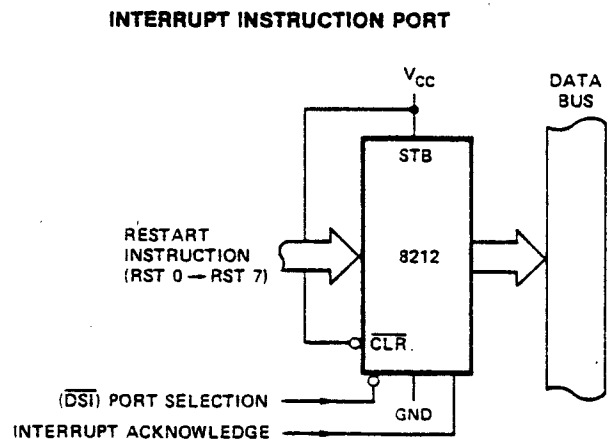 INTERRUPT INSTRUCTION PORT
VCC
DATA
BUS
STB
RESTART
INSTRUCTION
(RST 0 → RST 7)
8212
CLR
(DSI) PORT SELECTION
GND
INTERRUPT ACKNOWLEDGE